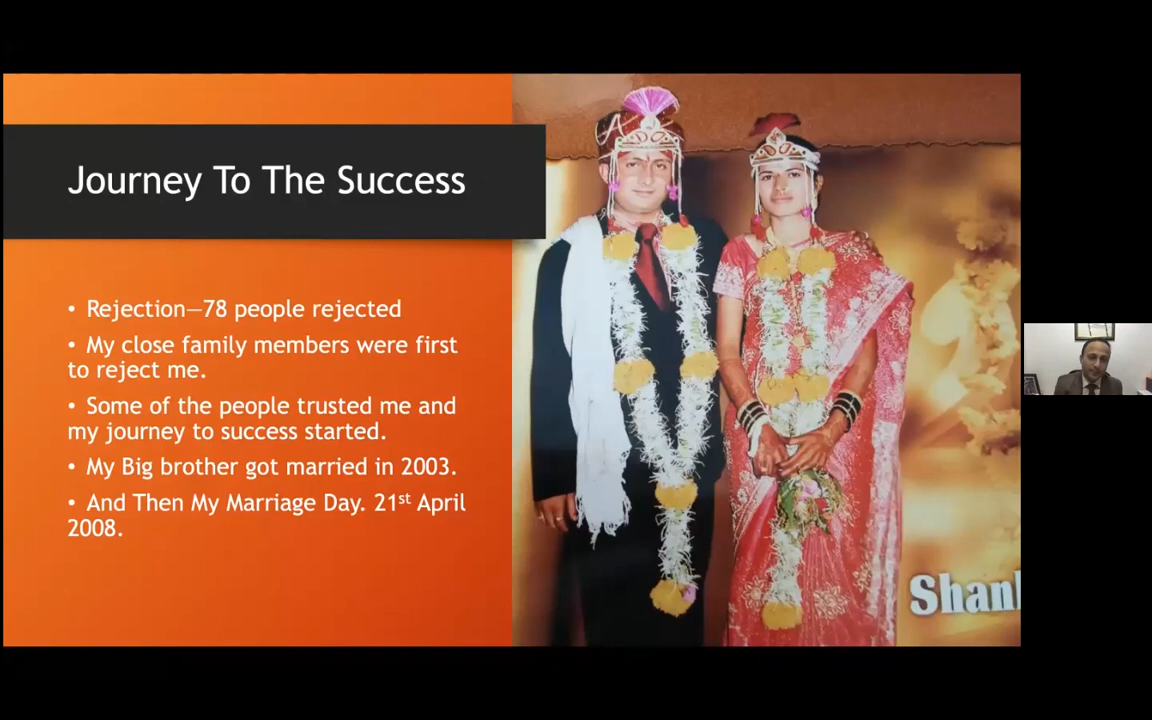 Journey To The Success
• Rejection—78 people rejected
• My close family members were first
to reject me.
• Some of the people trusted me and
my journey to success started.
• My Big brother got married in 2003.
• And Then My Marriage Day. 21st April
2008.
Shan